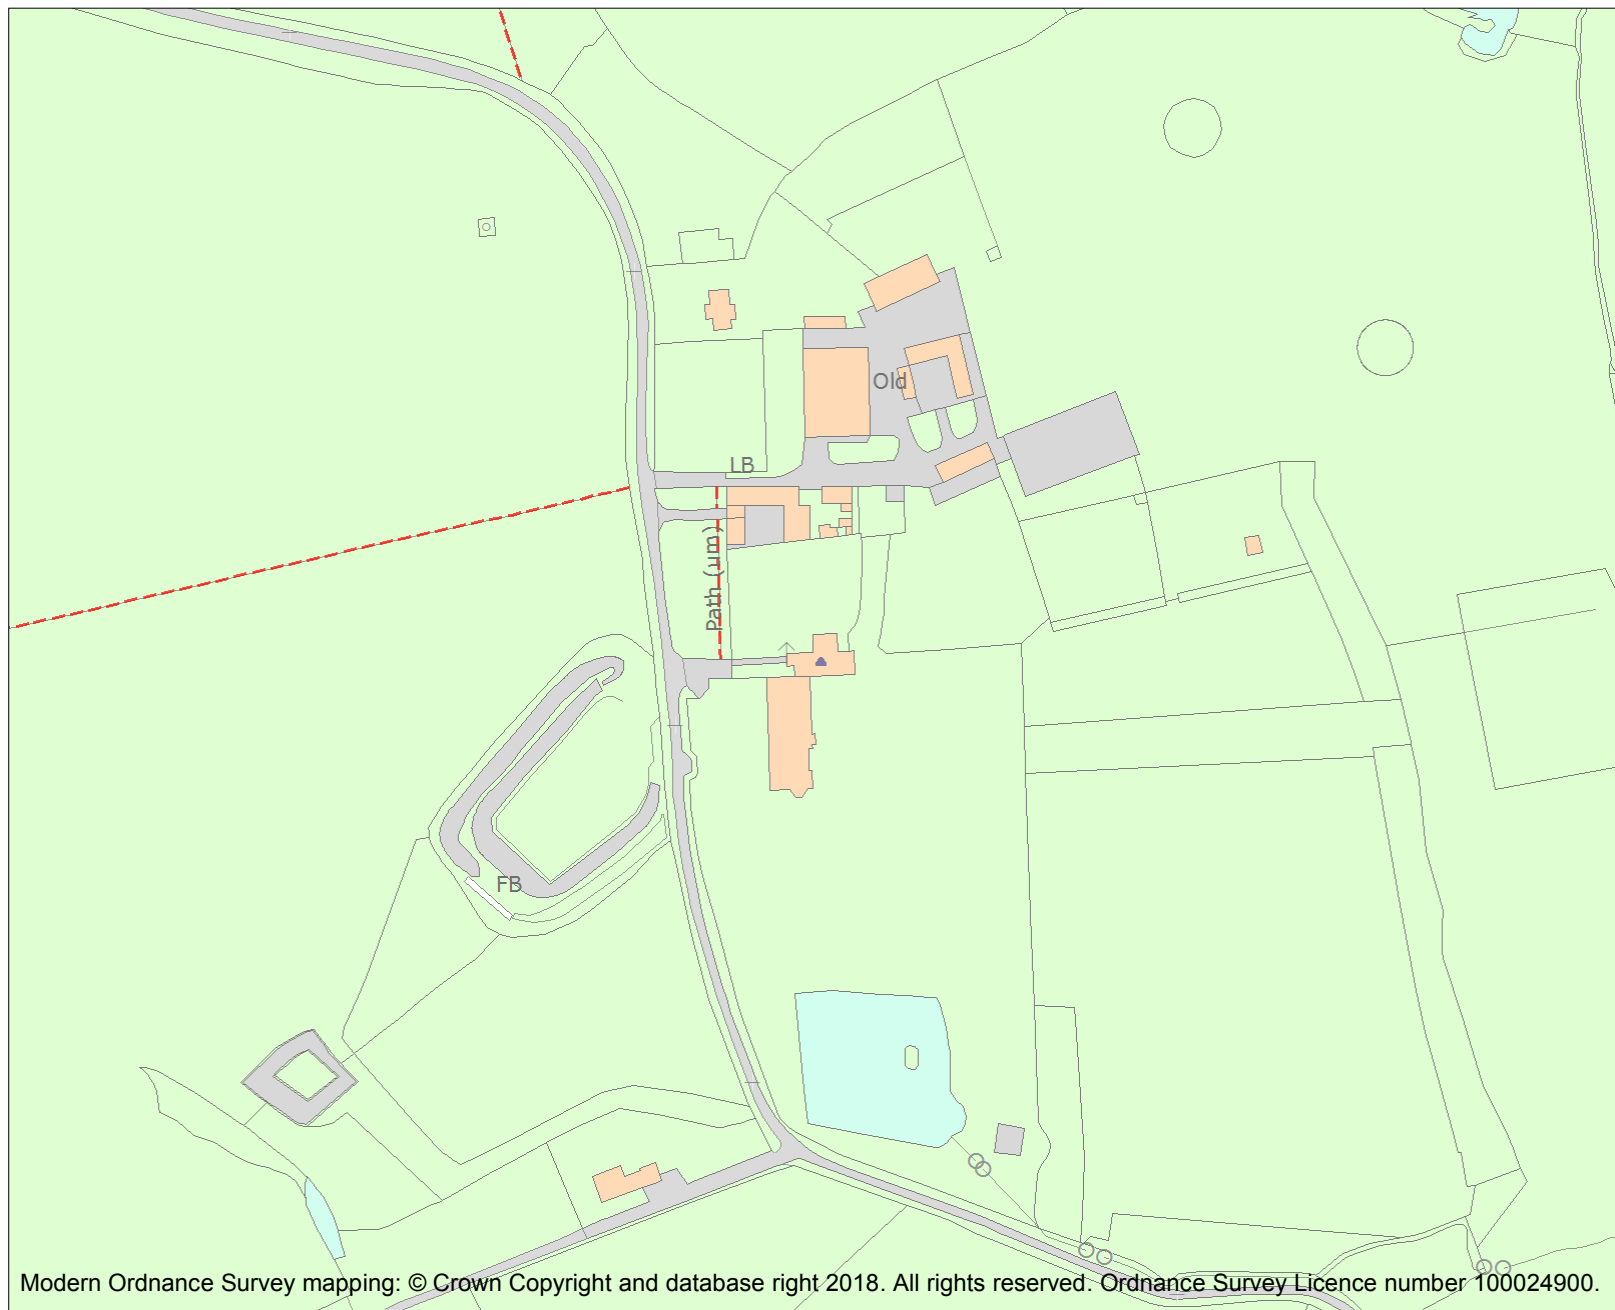 Old
LB
Path (um)
FB
Modern Ordnance Survey mapping: © Crown Copyright and database right 2018. All rights reserved. Ordnance Survey Licence number 100024900.